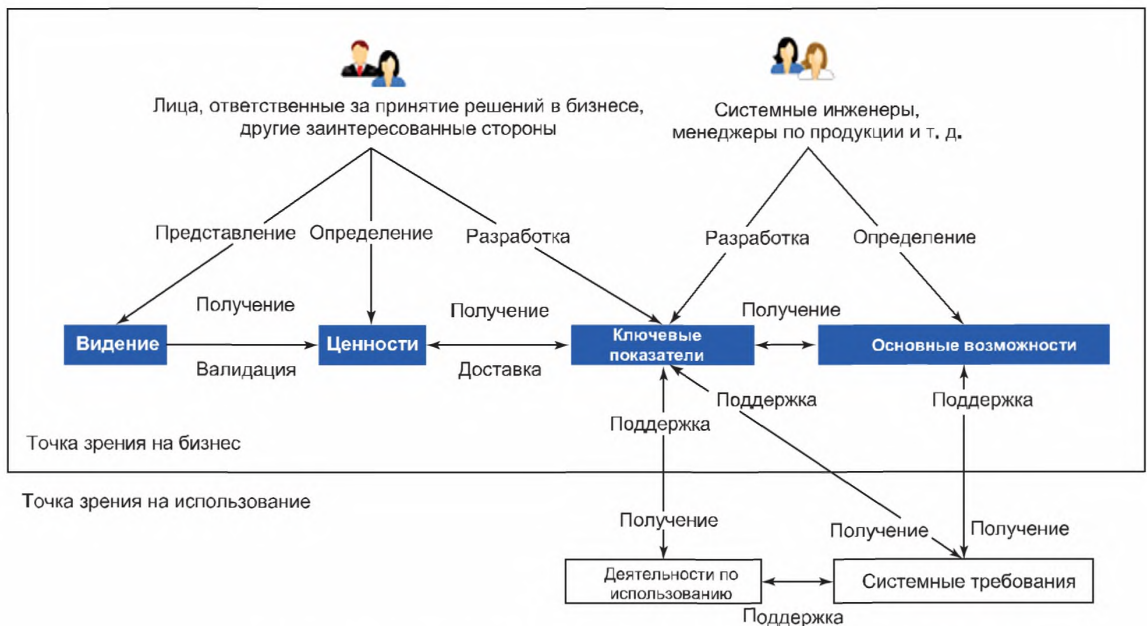 Лица, ответственные за принятие решений в бизнесе,
другие заинтересованные стороны
Системные инженеры,
менеджеры по продукции и т. д.
Представление
Определение
Разработка
Разработка
Определение
Получение
Получение
Получение
Видение
Ценности
Ключевые
показатели
Основные возможности
Валидация
Доставка
Поддержка
Поддержка
Поддержка
Точка зрения на бизнес
Точка зрения на использование
Получение
Получение
Получение
Деятельности по
использованию
Системные требования
Поддержка